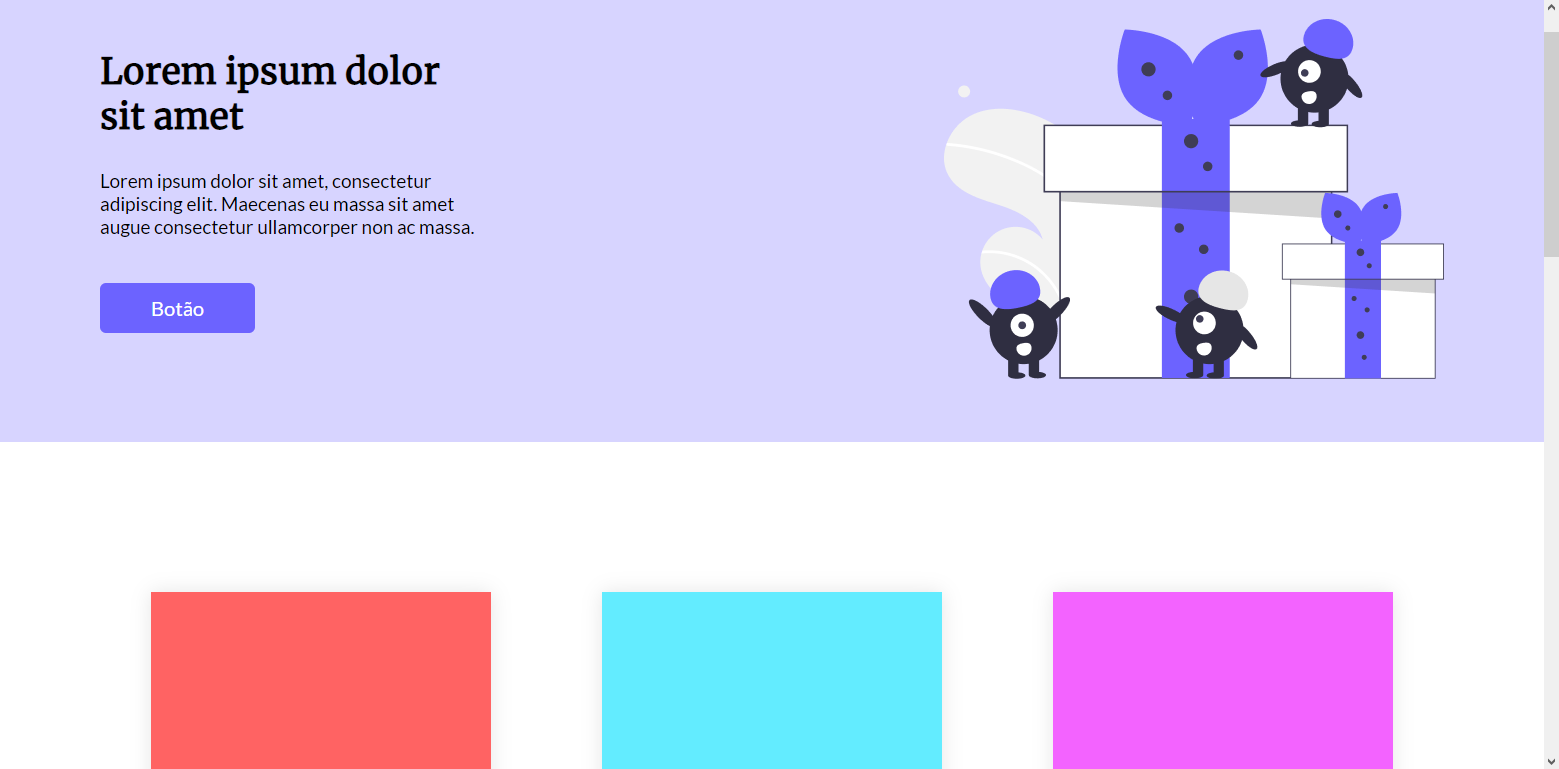 Lorem ipsum dolor
sit amet
Lorem ipsum dolor sit amet, consectetur
adipiscing elit. Maecenas eu massa sit amet
augue consectetur ullamcorper non ac massa.
Botão